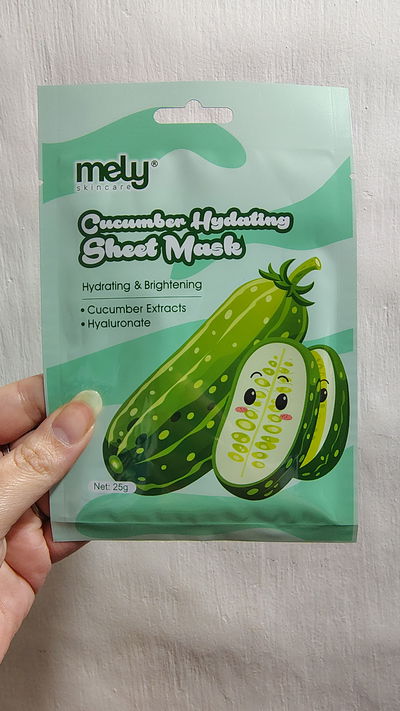 mely®
skincare
Cucumber Hydating
Sheet Mask
Hydrating & Brightening
• Cucumber Extracts
• Hyaluronate
Net: 25g